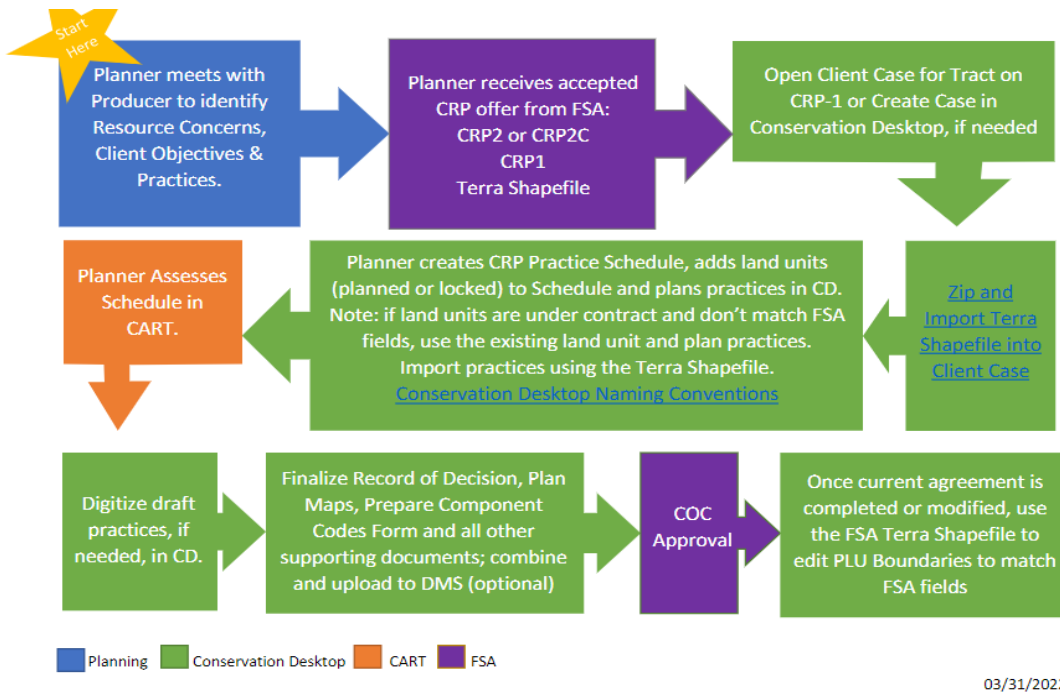 Start
Here
Planner meets with
Producer to identify
Resource Concerns,
Client Objectives &
Practices.
Planner receives accepted
CRP offer from FSA:
CRP2 or CRP2C
CRP1
Terra Shapefile
Open Client Case for Tract on
CRP-1 or Create Case in
Conservation Desktop, if needed
Zip and
Import Terra
Shapefile into
Client Case
Planner creates CRP Practice Schedule, adds land units
(planned or locked) to Schedule and plans practices in CD.
Note: if land units are under contract and don't match FSA
fields, use the existing land unit and plan practices.
Import practices using the Terra Shapefile.
Conservation Desktop Naming Conventions
Planner Assesses
Schedule in
CART.
Digitize draft
practices, if
needed, in CD.
Finalize Record of Decision, Plan
Maps, Prepare Component
Codes Form and all other
supporting documents; combine
and upload to DMS (optional)
COC
Approval
Once current agreement is
completed or modified, use
the FSA Terra Shapefile to
edit PLU Boundaries to match
FSA fields
Planning
Conservation Desktop
CART
FSA